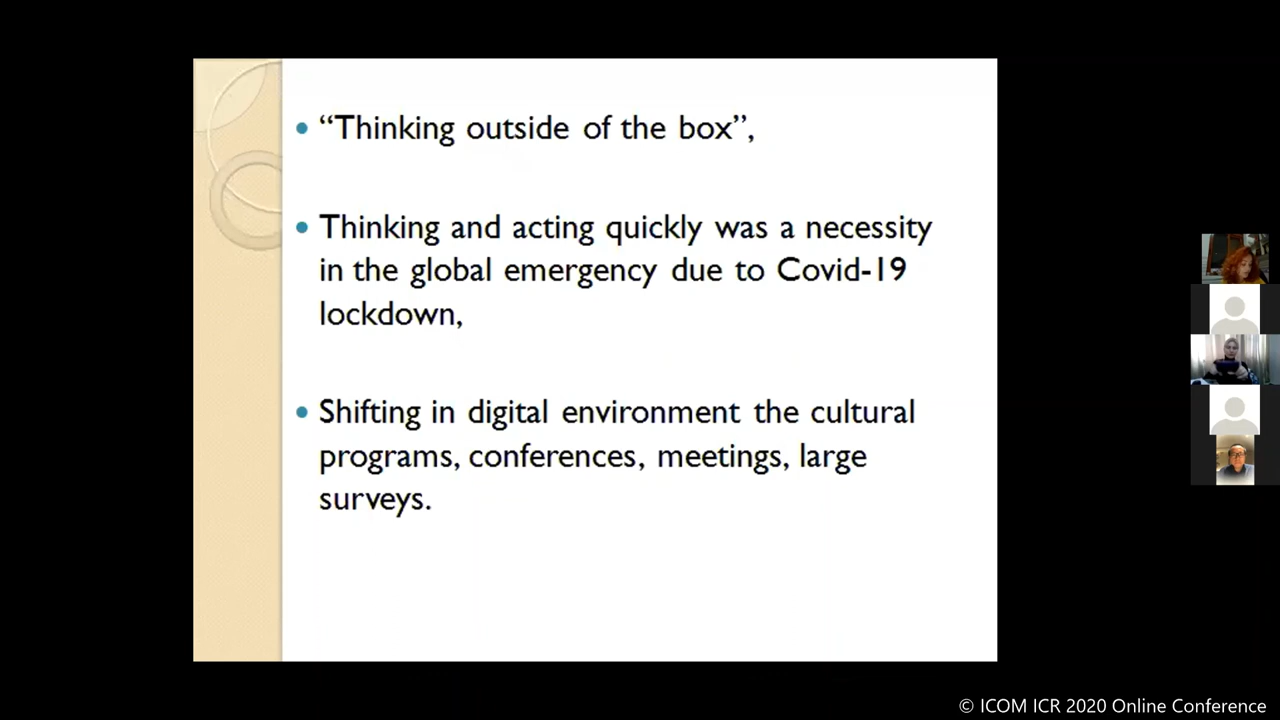 “Thinking outside of the box”,
Thinking and acting quickly was a necessity
in the global emergency due to Covid-19
lockdown,
Shifting in digital environment the cultural
programs, conferences, meetings, large
surveys.
© ICOM ICR 2020 Online Conference